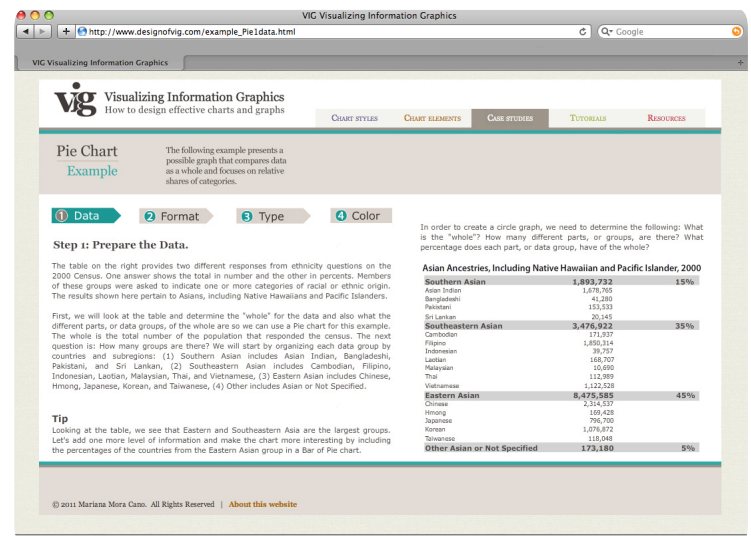 VIG Visualizing Information Graphics
http://www.designofvig.com/example_Pie1data.html
Google
VIG Visualizing Information Graphics
vig
Visualizing Information Graphics
How to design effective charts and graphs
Chart styles Chart elements Case studies Tutorials Resources
Pie Chart
Example
The following example presents a
possible graph that compares data
as a whole and focuses on relative
shares of categories.
1 Data 2 Format 3 Type 4 Color
Step 1: Prepare the Data.
The table on the right provides two different responses from ethnicity questions on the
2000 Census. One answer shows the total in number and the other in percents. Members
of these groups were asked to indicate one or more categories of racial or ethnic origin.
The results shown here pertain to Asians, including Native Hawaiians and Pacific Islanders.
First, we will look at the table and determine the "whole" for the data and also what the
different parts, or data groups, of the whole are so we can use a Pie chart for this example.
The whole is the total number of the population that responded the census. The next
question is: How many groups are there? We will start by organizing each data group by
countries and subregions: (1) Southern Asian includes Asian Indian, Bangladeshi,
Pakistani, and Sri Lankan, (2) Southeastern Asian includes Cambodian, Filipino,
Indonesian, Laotian, Malaysian, Thai, and Vietnamese, (3) Eastern Asian includes Chinese,
Hmong, Japanese, Korean, and Taiwanese, (4) Other includes Asian or Not Specified.
Tip
Looking at the table, we see that Eastern and Southeastern Asia are the largest groups.
Let's add one more level of information and make the chart more interesting by including
the percentages of the countries from the Eastern Asian group in a Bar of Pie chart.
In order to create a circle graph, we need to determine the following: What
is the "whole"? How many different parts, or groups, are there? What
percentage does each part, or data group, have of the whole?
Asian Ancestries, Including Native Hawaiian and Pacific Islander, 2000
Southern Asian 1,893,732 15%
Asian Indian 1,678,765
Bangladeshi 41,280
Pakistani 153,533
Sri Lankan 20,145
Southeastern Asian 3,476,922 35%
Cambodian 171,937
Filipino 1,850,314
Indonesian 39,757
Laotian 168,707
Malaysian 10,690
Thai 112,989
Vietnamese 1,122,528
Eastern Asian 8,475,585 45%
Chinese 2,314,537
Hmong 169,428
Japanese 796,700
Korean 1,076,872
Taiwanese 118,048
Other Asian or Not Specified 173,180 5%
© 2011 Mariana Mora Cano. All Rights Reserved | About this website